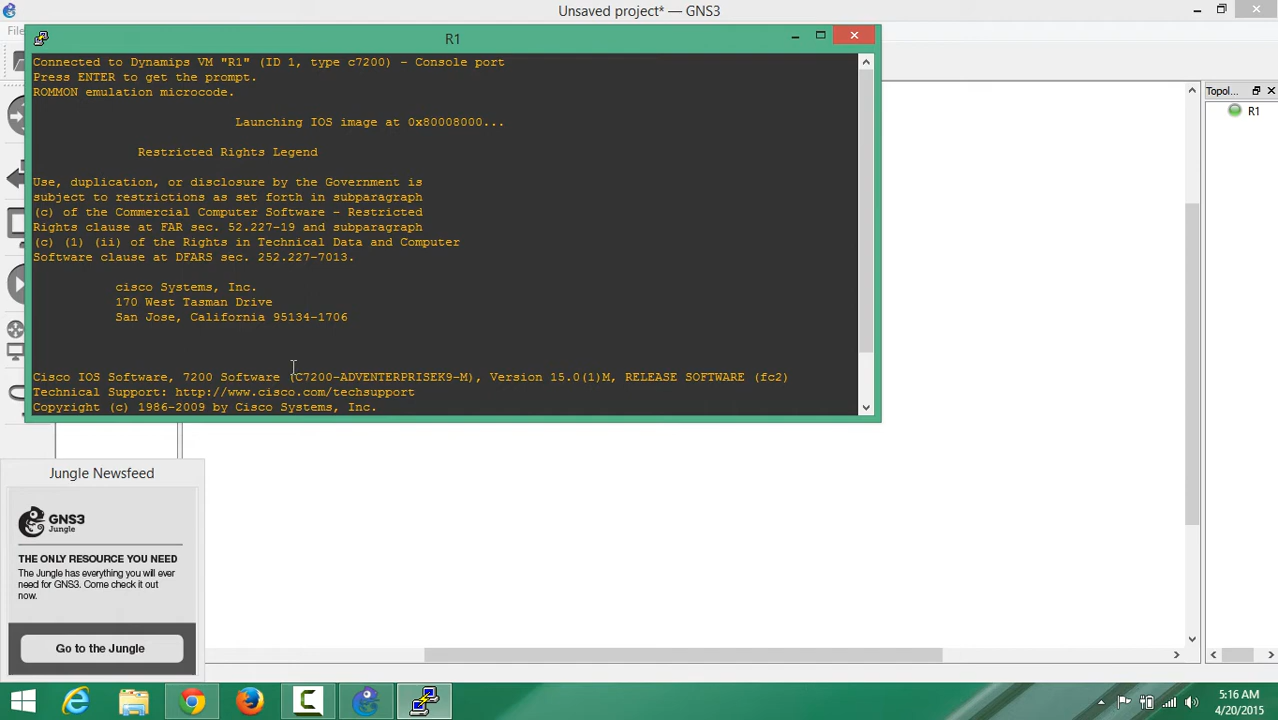 Unsaved project* — GNS3
File
R1
Connected to Dynamips VM "R1" (ID 1, type c7200) - Console port
Press ENTER to get the prompt.
ROMMON emulation microcode.
Launching IOS image at 0x80008000...
Restricted Rights Legend
Use, duplication, or disclosure by the Government is
subject to restrictions as set forth in subparagraph
(c) of the Commercial Computer Software - Restricted
Rights clause at FAR sec. 52.227-19 and subparagraph
(c) (1) (ii) of the Rights in Technical Data and Computer
Software clause at DFARS sec. 252.227-7013.
cisco Systems, Inc.
170 West Tasman Drive
San Jose, California 95134-1706
Cisco IOS Software, 7200 Software (C7200-ADVENTERPRISEK9-M), Version 15.0(1)M, RELEASE SOFTWARE (fc2)
Technical Support: http://www.cisco.com/techsupport
Copyright (c) 1986-2009 by Cisco Systems, Inc.
Topol...
R1
Jungle Newsfeed
GNS3
Jungle
THE ONLY RESOURCE YOU NEED
The Jungle has everything you will ever
need for GNS3. Come check it out
now.
Go to the Jungle
5:16 AM
4/20/2015